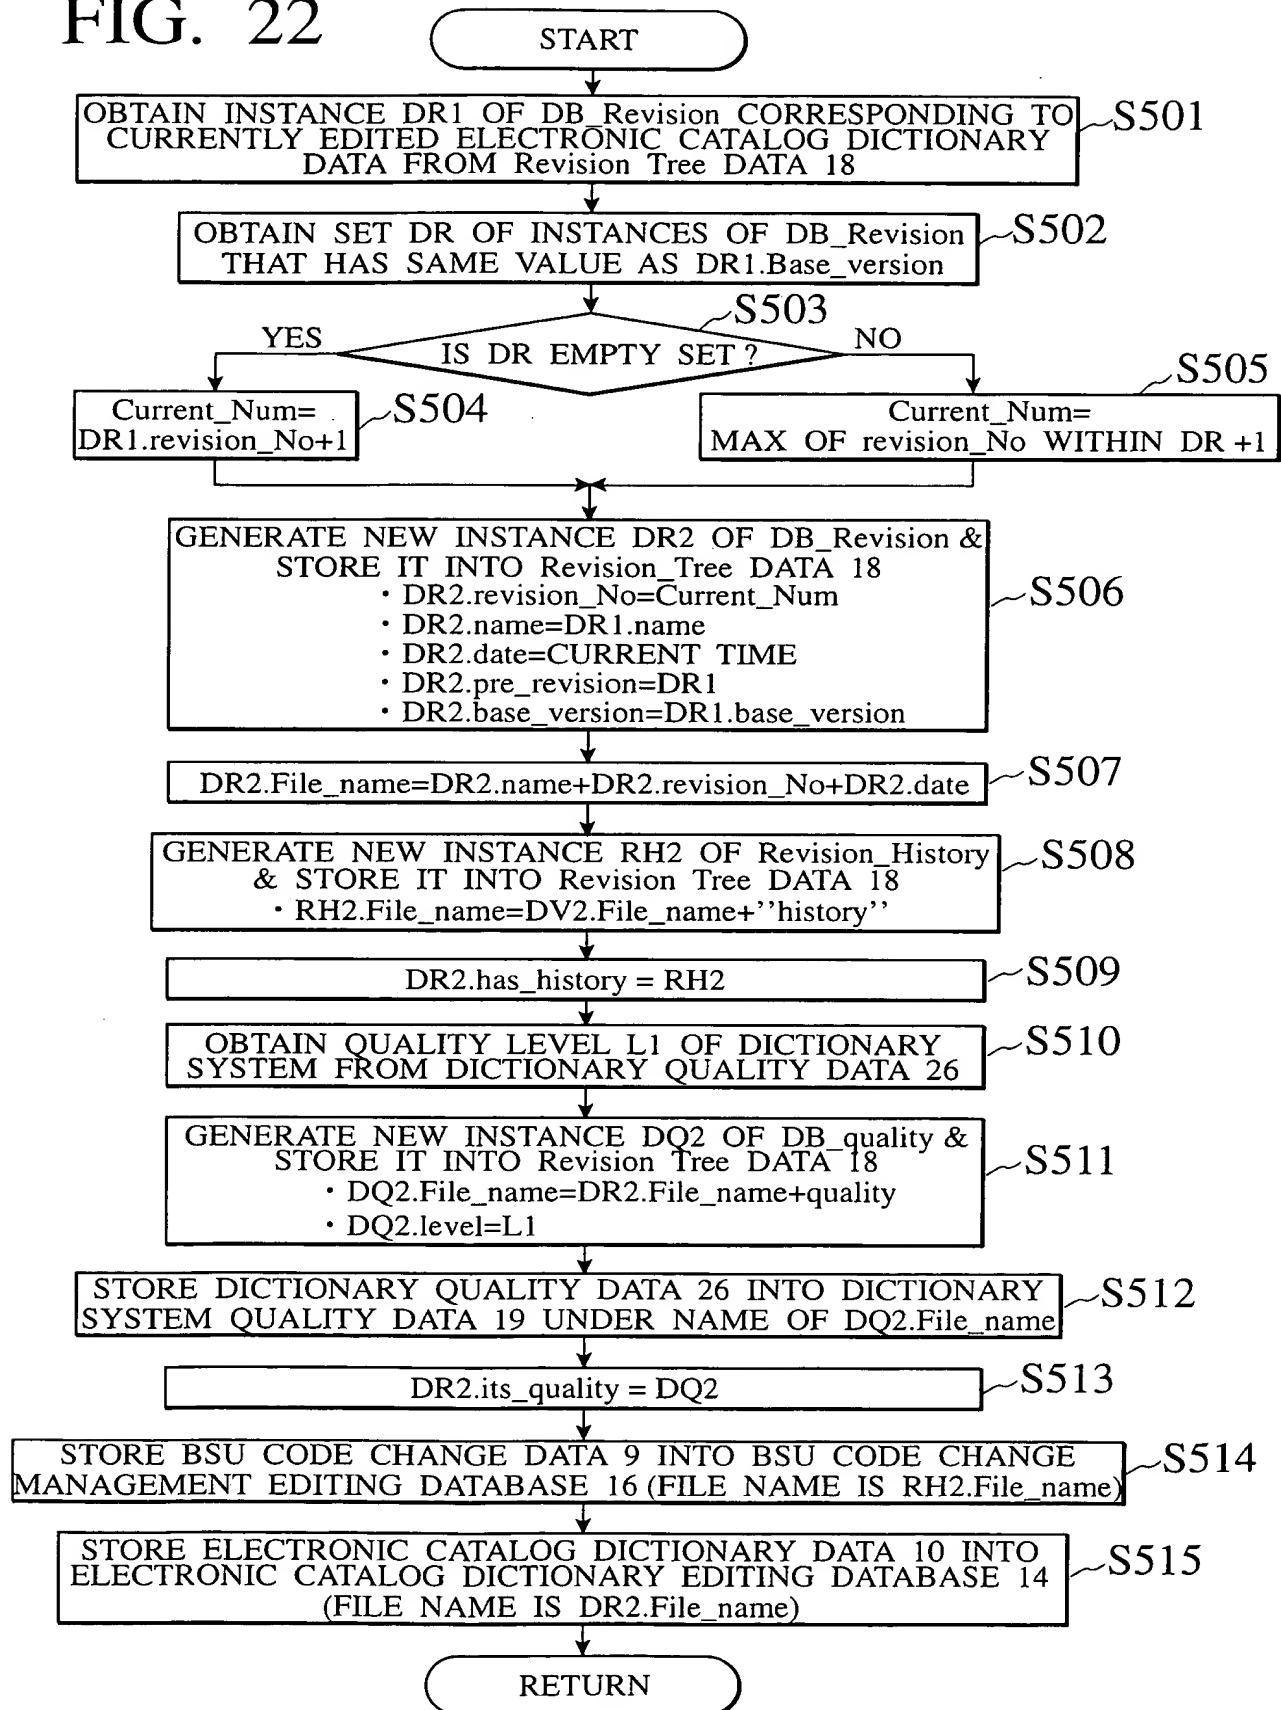 FIG. 22
START
OBTAIN INSTANCE DR1 OF DB_Revision CORRESPONDING TO
CURRENTLY EDITED ELECTRONIC CATALOG DICTIONARY
DATA FROM Revision Tree DATA 18
S501
OBTAIN SET DR OF INSTANCES OF DB_Revision
THAT HAS SAME VALUE AS DR1.Base_version
S502
S503
YES
IS DR EMPTY SET?
NO
Current_Num=
DR1.revision_No+1
S504
S505
Current_Num=
MAX OF revision_No WITHIN DR +1
GENERATE NEW INSTANCE DR2 OF DB_Revision &
STORE IT INTO Revision_Tree DATA 18
・DR2.revision_No=Current_Num
・DR2.name=DR1.name
・DR2.date=CURRENT TIME
・DR2.pre_revision=DR1
・DR2.base_version=DR1.base_version
S506
DR2.File_name=DR2.name+DR2.revision_No+DR2.date
S507
GENERATE NEW INSTANCE RH2 OF Revision_History
& STORE IT INTO Revision Tree DATA 18
・RH2.File_name=DV2.File_name+’’history’’
S508
DR2.has_history = RH2
S509
OBTAIN QUALITY LEVEL L1 OF DICTIONARY
SYSTEM FROM DICTIONARY QUALITY DATA 26
S510
GENERATE NEW INSTANCE DQ2 OF DB_quality &
STORE IT INTO Revision Tree DATA 18
・DQ2.File_name=DR2.File_name+quality
・DQ2.level=L1
S511
STORE DICTIONARY QUALITY DATA 26 INTO DICTIONARY
SYSTEM QUALITY DATA 19 UNDER NAME OF DQ2.File_name
S512
DR2.its_quality = DQ2
S513
STORE BSU CODE CHANGE DATA 9 INTO BSU CODE CHANGE
MANAGEMENT EDITING DATABASE 16 (FILE NAME IS RH2.File_name)
S514
STORE ELECTRONIC CATALOG DICTIONARY DATA 10 INTO
ELECTRONIC CATALOG DICTIONARY EDITING DATABASE 14
(FILE NAME IS DR2.File_name)
S515
RETURN